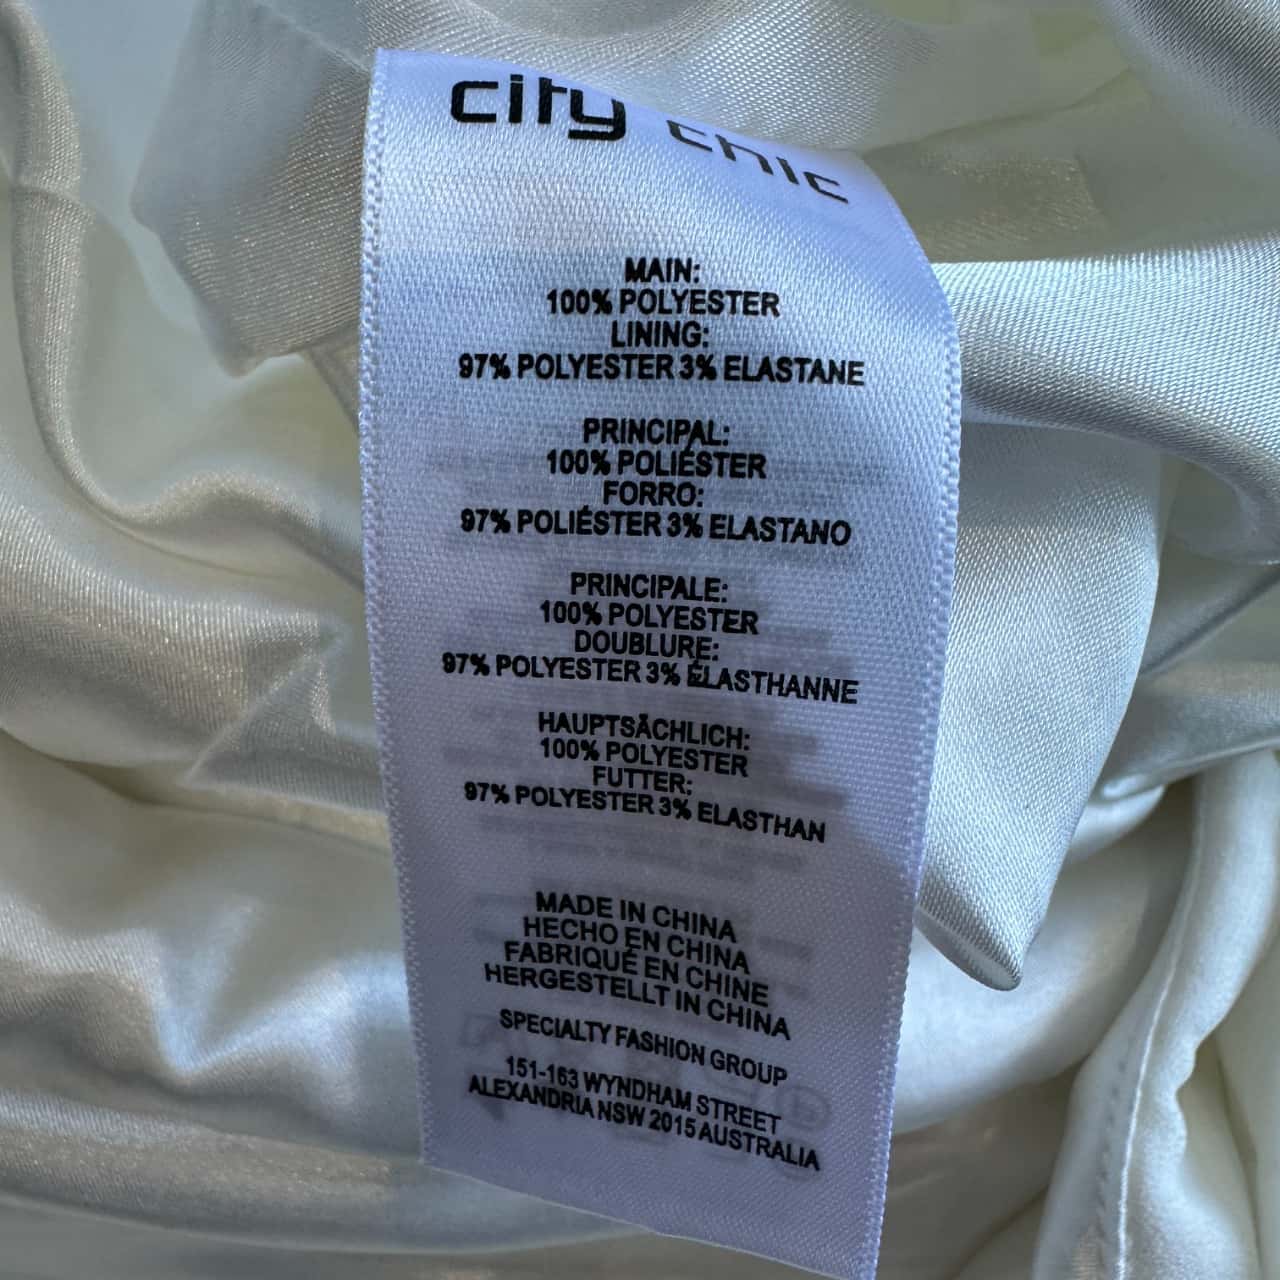 city chic
MAIN:
100% POLYESTER
LINING:
97% POLYESTER 3% ELASTANE
PRINCIPAL:
100% POLIÉSTER
FORRO:
97% POLIÉSTER 3% ELASTANO
PRINCIPALE:
100% POLYESTER
DOUBLURE:
97% POLYESTER 3% ÉLASTHANNE
HAUPTSÄCHLICH:
100% POLYESTER
FUTTER:
97% POLYESTER 3% ELASTHAN
MADE IN CHINA
HECHO EN CHINA
FABRIQUÉ EN CHINE
HERGESTELLT IN CHINA
SPECIALTY FASHION GROUP
151-163 WYNDHAM STREET
ALEXANDRIA NSW 2015 AUSTRALIA